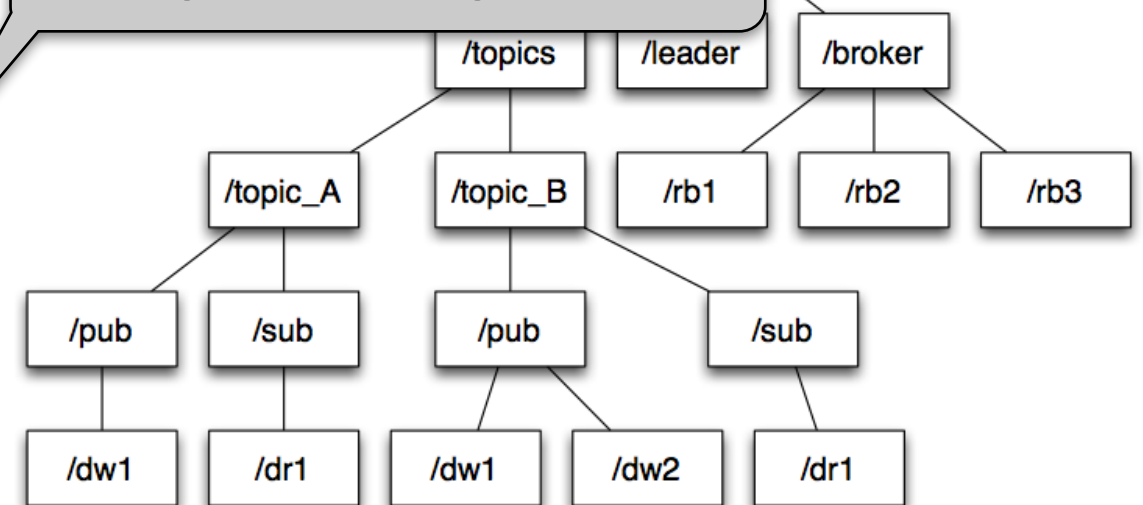 /topics
/leader
/broker
/topic_A
/topic_B
/rb1
/rb2
/rb3
/pub
/sub
/pub
/sub
/dw1
/dr1
/dw1
/dw2
/dr1